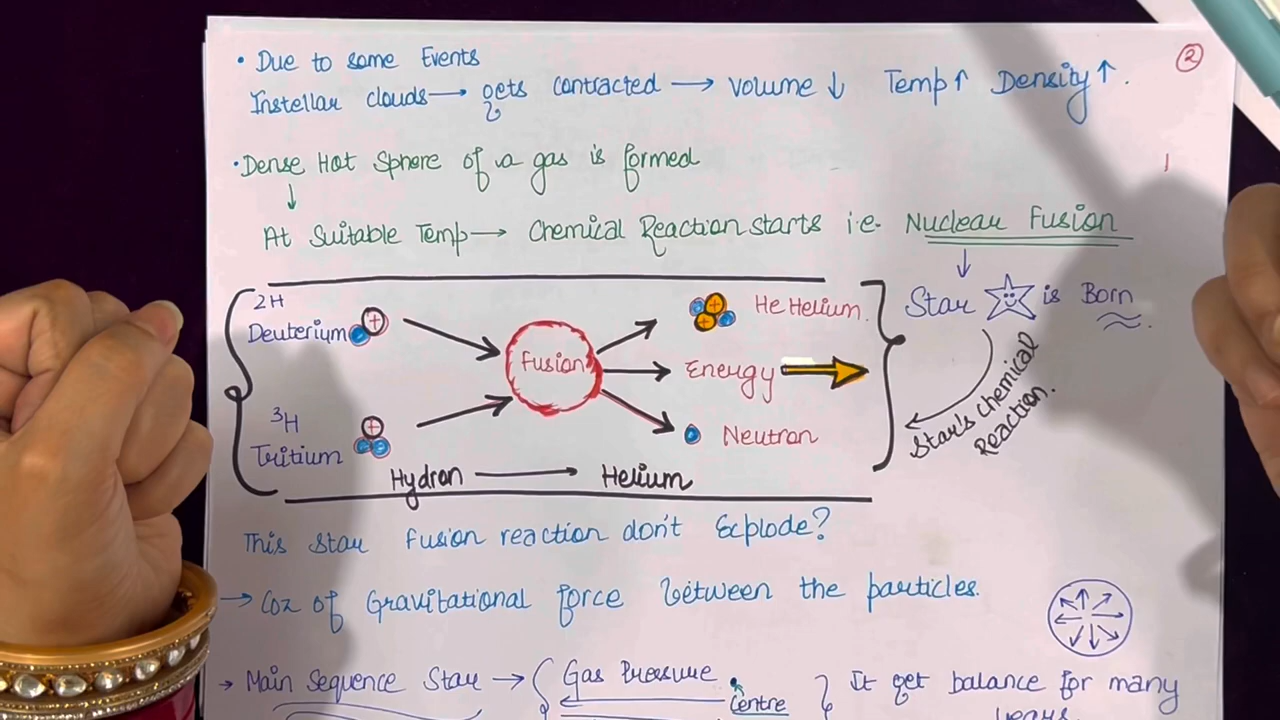 • Due to some Events
②
Instellar clouds → gets contracted → Volume ↓ Temp ↑ Density ↑.
• Dense Hot Sphere of a gas is formed
↓
At Suitable Temp → Chemical Reaction starts i.e. Nuclear Fusion
↓
Star is Born
2H
Deuterium
+
Fusion
+
+
He Helium.
Energy
3H
Tritium
+
Neutron
Star's chemical
Reaction.
Hydron → Helium
This Star Fusion reaction don't Ecplode?
→ Coz of Gravitational force between the particles.
→ Main Sequence Star → Gas Pressure
Centre
It get balance for many
years